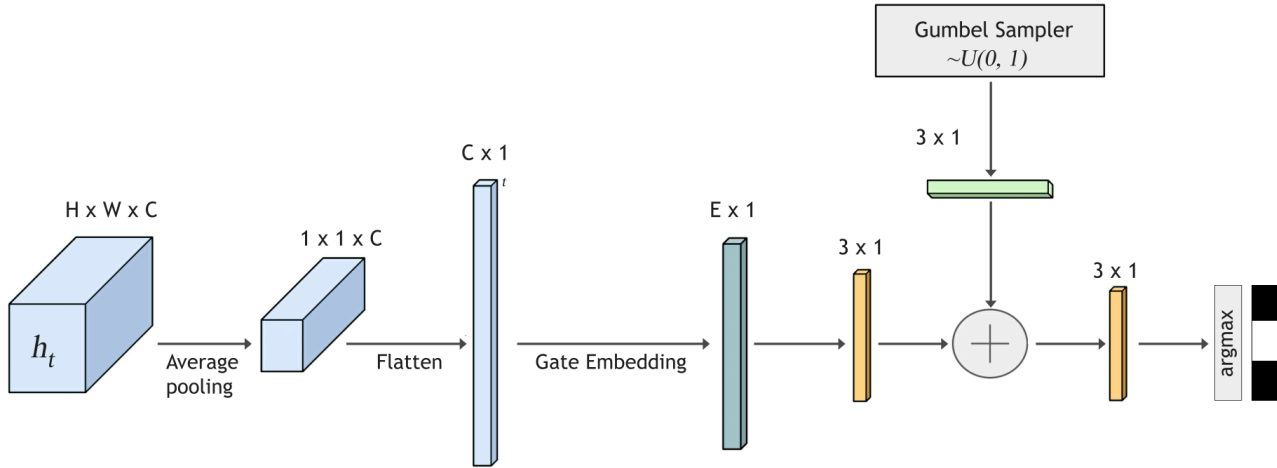 Gumbel Sampler
~U(0, 1)
3 x 1
C x 1
t
H x W x C
E x 1
1 x 1 x C
3 x 1
3 x 1
h_t
Average
pooling
Flatten
Gate Embedding
argmax